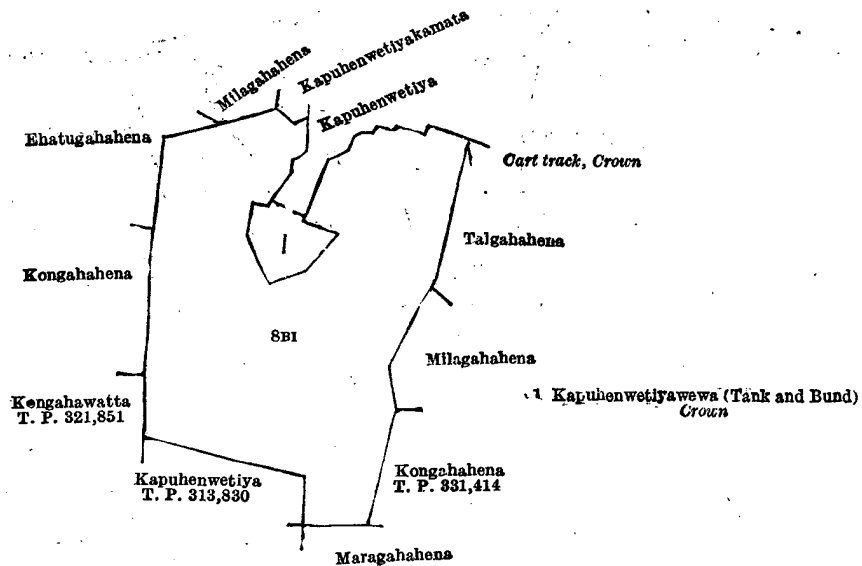 Milagahahena
Kapuhenwetiyakamata
Kapuhenwetiya
Ehatugahahena
Cart track, Crown
Talgahahena
1
Kongahahena
8BI
Milagahahena
1 Kapuhenwetiyawewa (Tank and Bund)
Crown
Kongahawatta
T. P. 321,851
Kapuhenwetiya
T. P. 313,830
Kongahahena
T. P. 331,414
Maragahahena